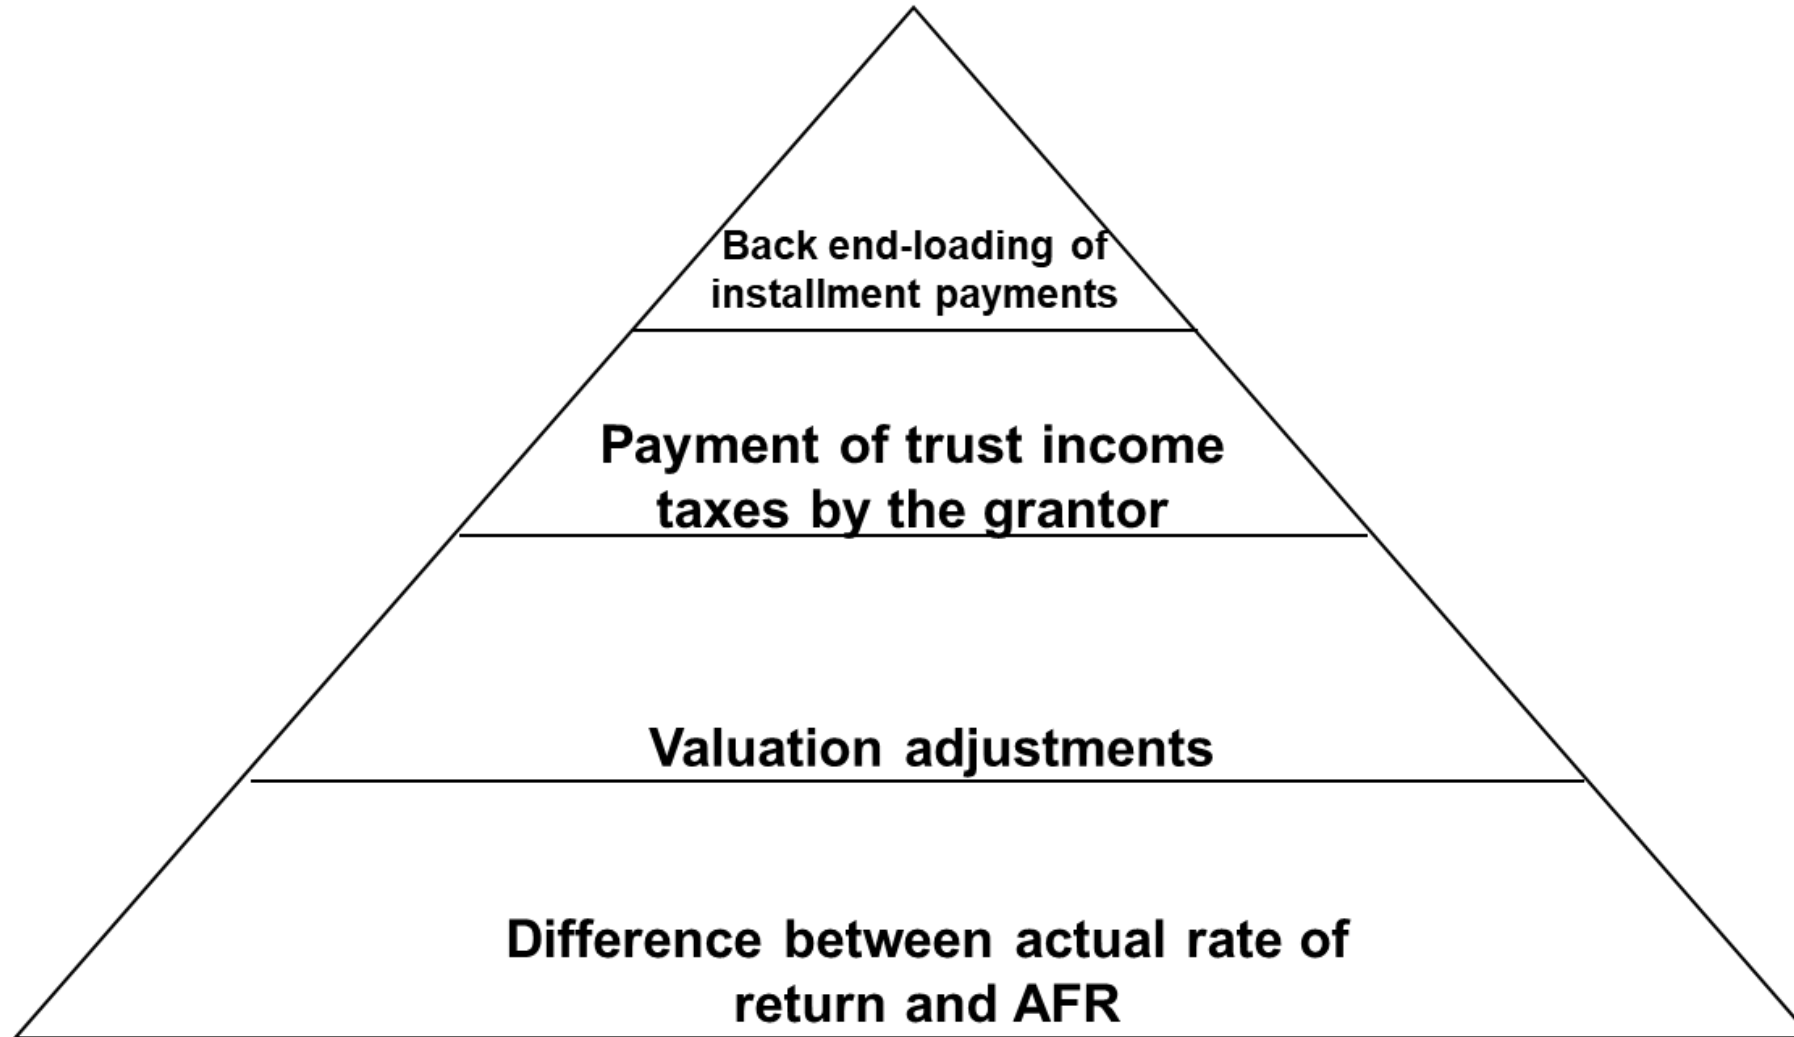 Back end-loading of
installment payments
Payment of trust income
taxes by the grantor
Valuation adjustments
Difference between actual rate of
return and AFR